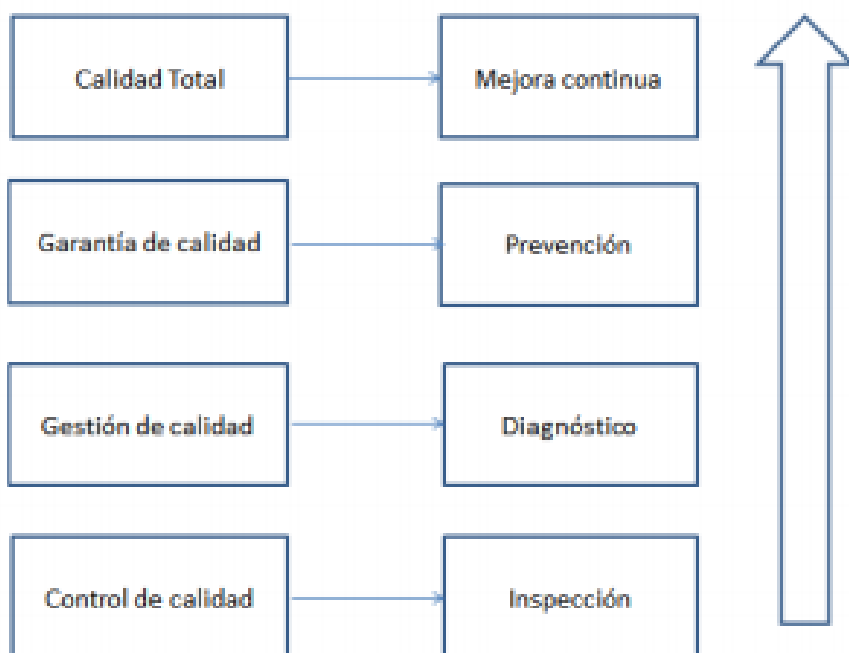 Calidad Total
Mejora continua
Garantía de calidad
Prevención
Gestión de calidad
Diagnóstico
Control de calidad
Inspección